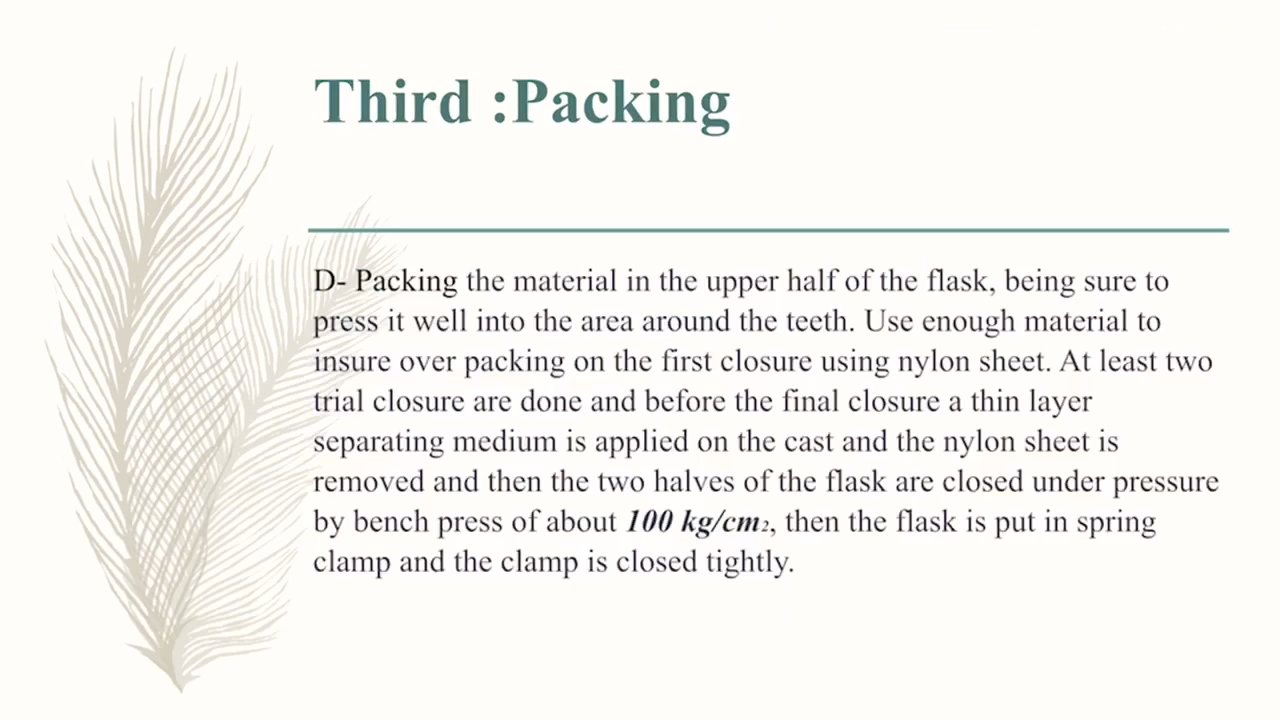 Third :Packing
D- Packing the material in the upper half of the flask, being sure to
press it well into the area around the teeth. Use enough material to
insure over packing on the first closure using nylon sheet. At least two
trial closure are done and before the final closure a thin layer
separating medium is applied on the cast and the nylon sheet is
removed and then the two halves of the flask are closed under pressure
by bench press of about 100 kg/cm₂, then the flask is put in spring
clamp and the clamp is closed tightly.